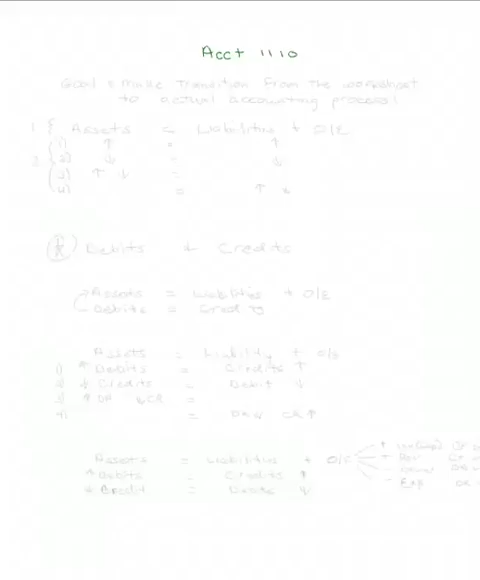 Acct 1110
Goal: make transition from the worksheet
to actual accounting process!
1 { Assets = Liabilities + O/E
1) ↑ = ↑
2 2) ↓ = ↓
3) ↑ ↓ =
4) = ↑ ↓
Debits + Credits
Assets = Liabilities + O/E
Debits = Credits
Assets = Liability + O/E
1) ↑ Debits = Credits ↑
2) ↓ Credits = Debit ↓
3) ↑ DR ↓ CR =
4) = DR ↓ CR ↑
Assets = Liabilities + O/E
↑ Debits = Credits ↑
↓ Credit = Debits ↓
+ Rev
- Exp